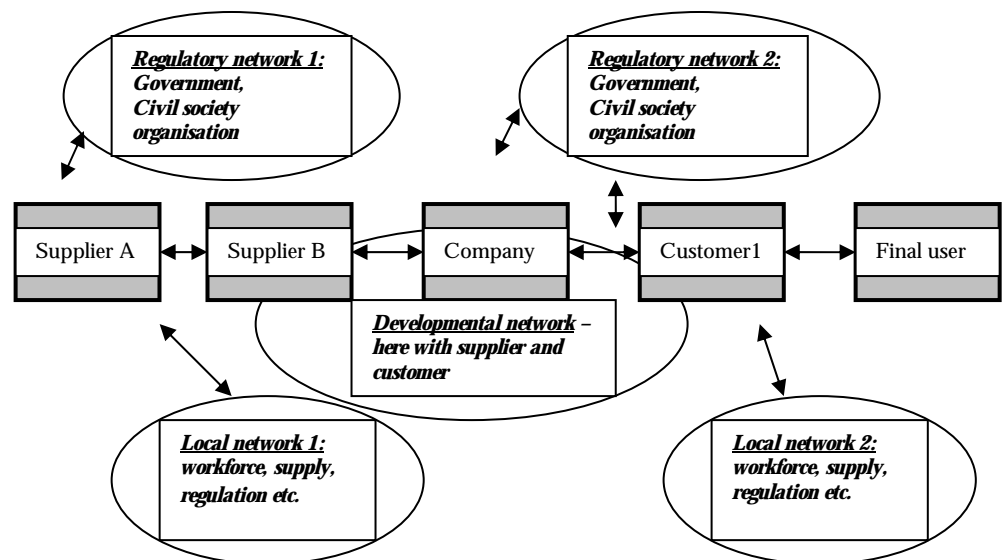 Regulatory network 1:
Government,
Civil society
organisation
Regulatory network 2:
Government,
Civil society
organisation
Supplier A
Supplier B
Company
Customer1
Final user
Developmental network –
here with supplier and
customer
Local network 1:
workforce, supply,
regulation etc.
Local network 2:
workforce, supply,
regulation etc.